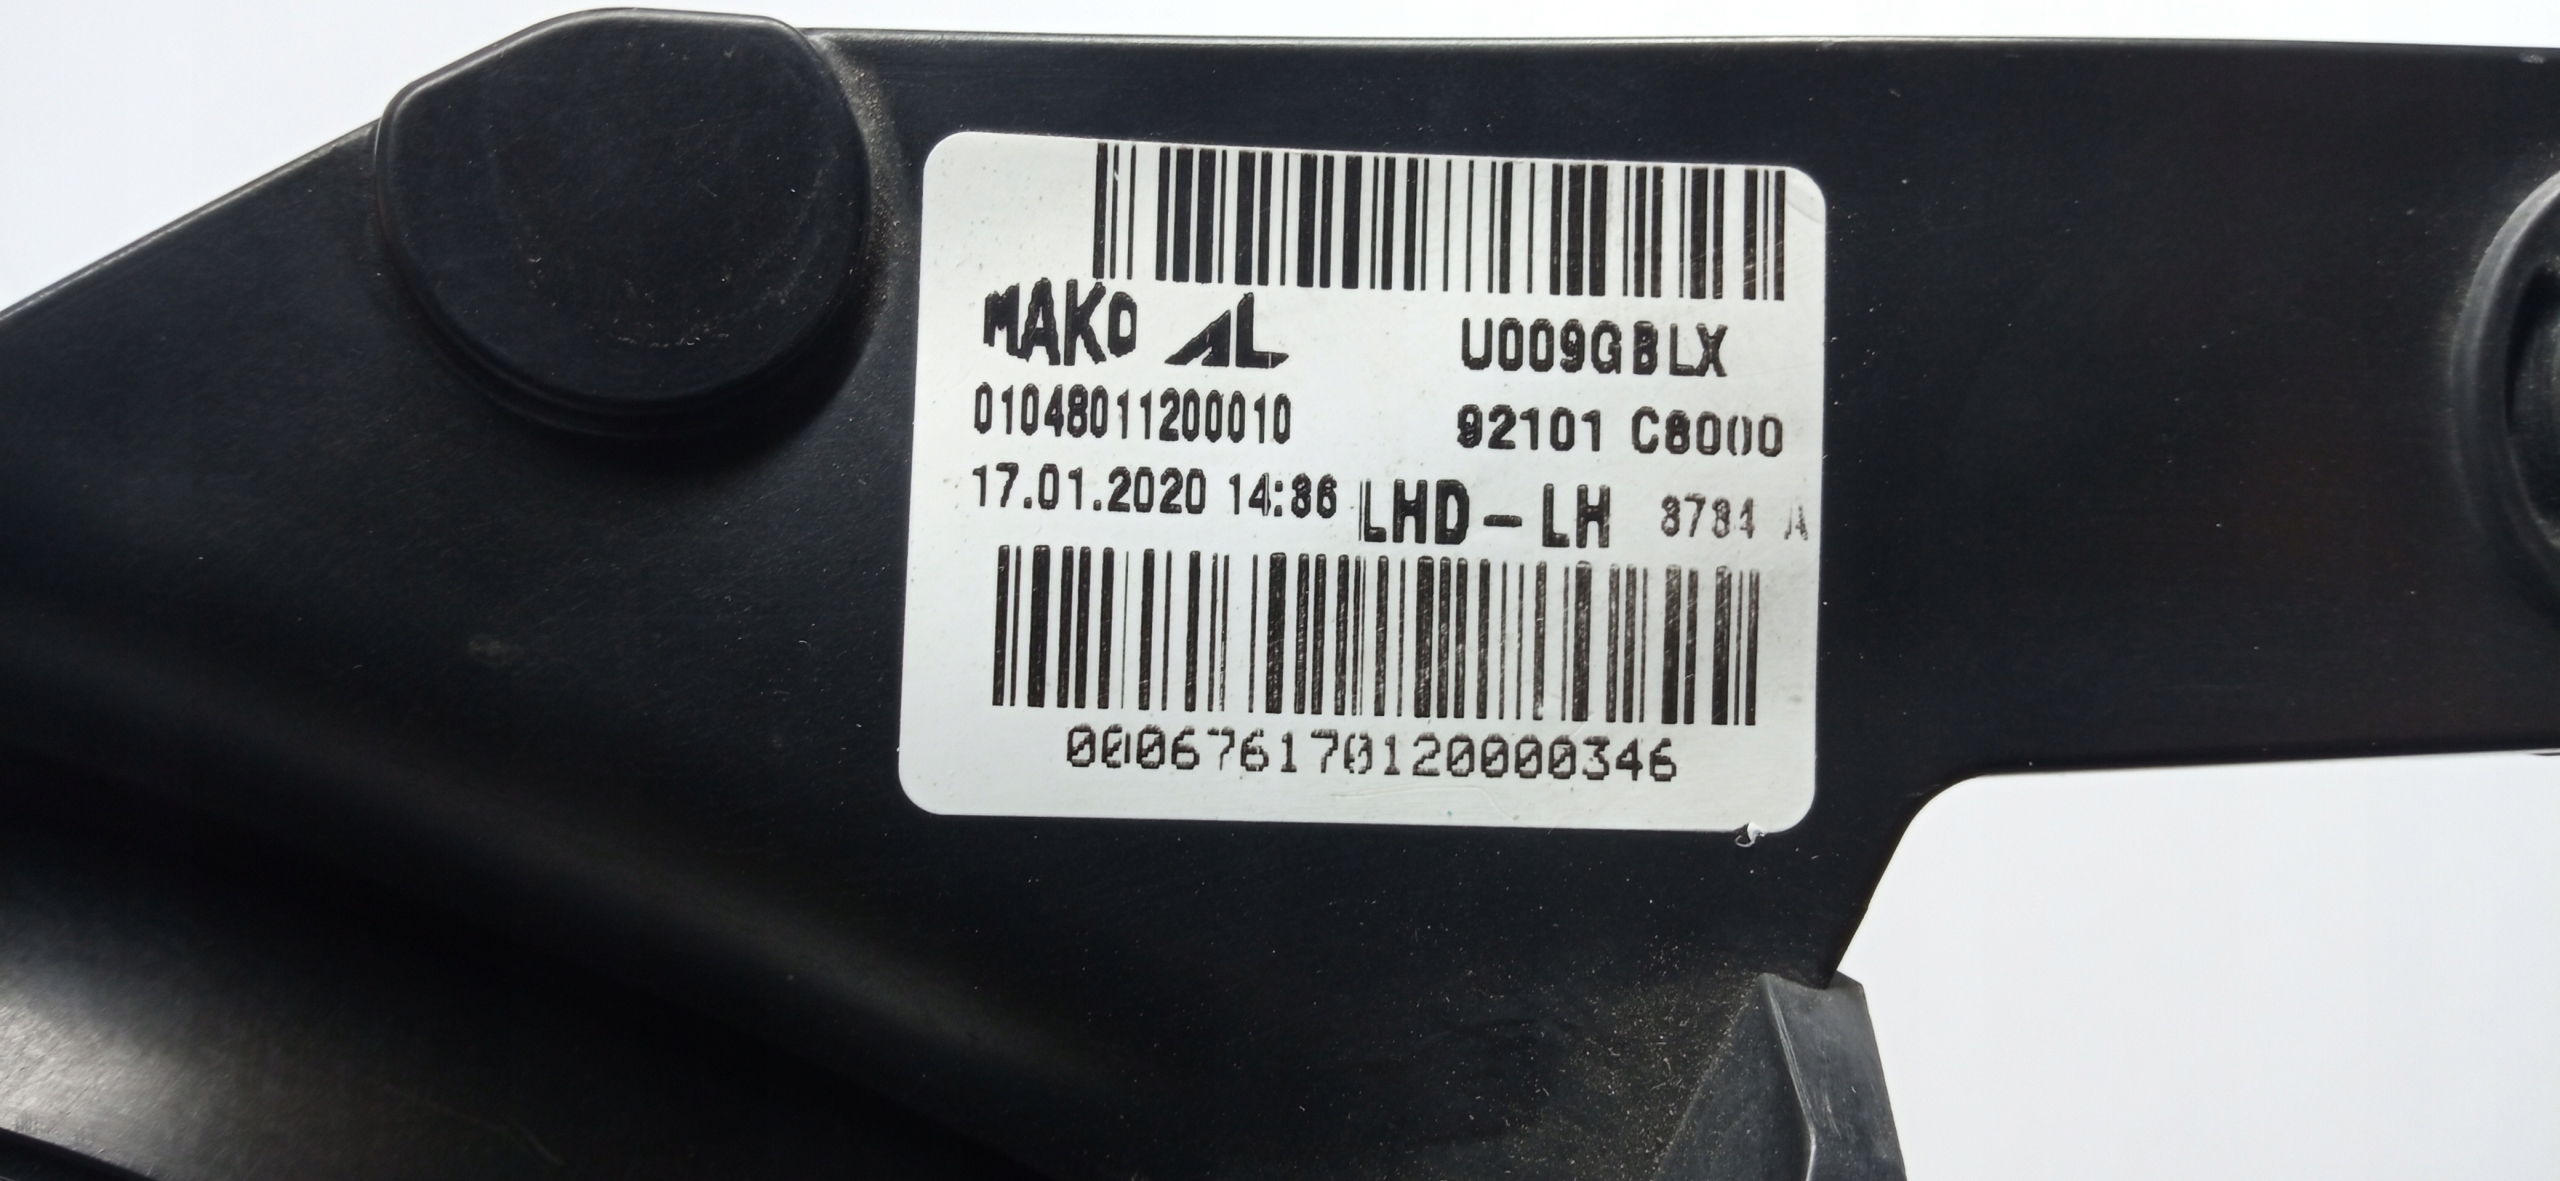 MAKO AL U009GBLX
01048011200010 92101 C8000
17.01.2020 14:36 LHD - LH 8784 A
000676170120000346